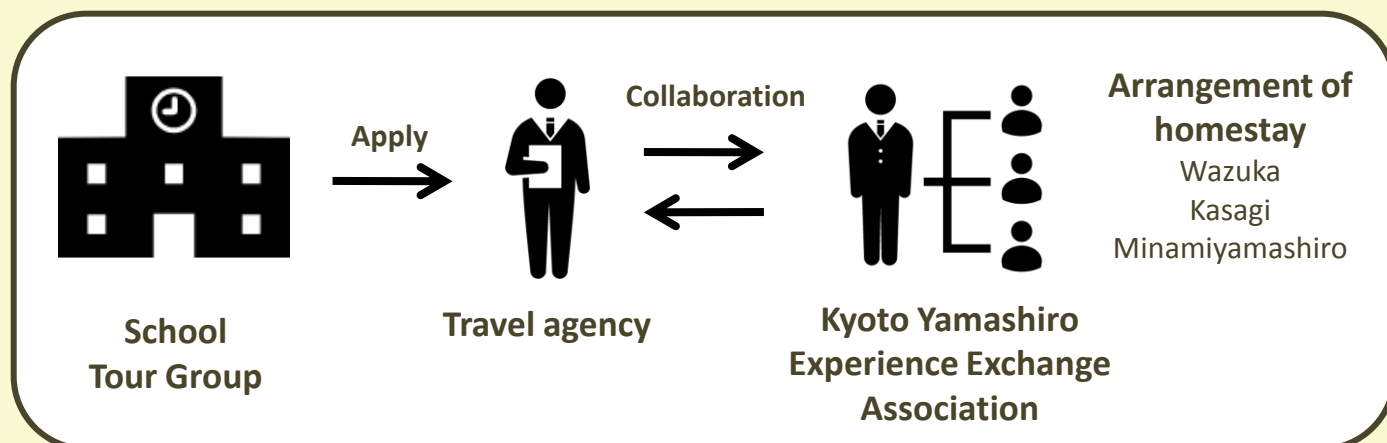 Apply
Collaboration
Arrangement of
homestay
Wazuka
Kasagi
Minamiyamashiro
School
Tour Group
Travel agency
Kyoto Yamashiro
Experience Exchange
Association